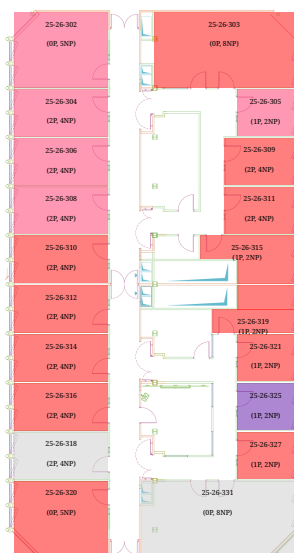 25-26-302
(0P, 5NP)
25-26-303
(0P, 8NP)
25-26-304
(2P, 4NP)
25-26-305
(1P, 2NP)
25-26-306
(2P, 4NP)
25-26-309
(2P, 4NP)
25-26-308
(2P, 4NP)
25-26-311
(2P, 4NP)
25-26-310
(2P, 4NP)
25-26-315
(1P, 2NP)
25-26-312
(2P, 4NP)
25-26-319
(1P, 2NP)
25-26-314
(2P, 4NP)
25-26-321
(1P, 2NP)
25-26-316
(2P, 4NP)
25-26-325
(1P, 2NP)
25-26-318
(2P, 4NP)
25-26-327
(1P, 2NP)
25-26-320
(0P, 5NP)
25-26-331
(0P, 8NP)